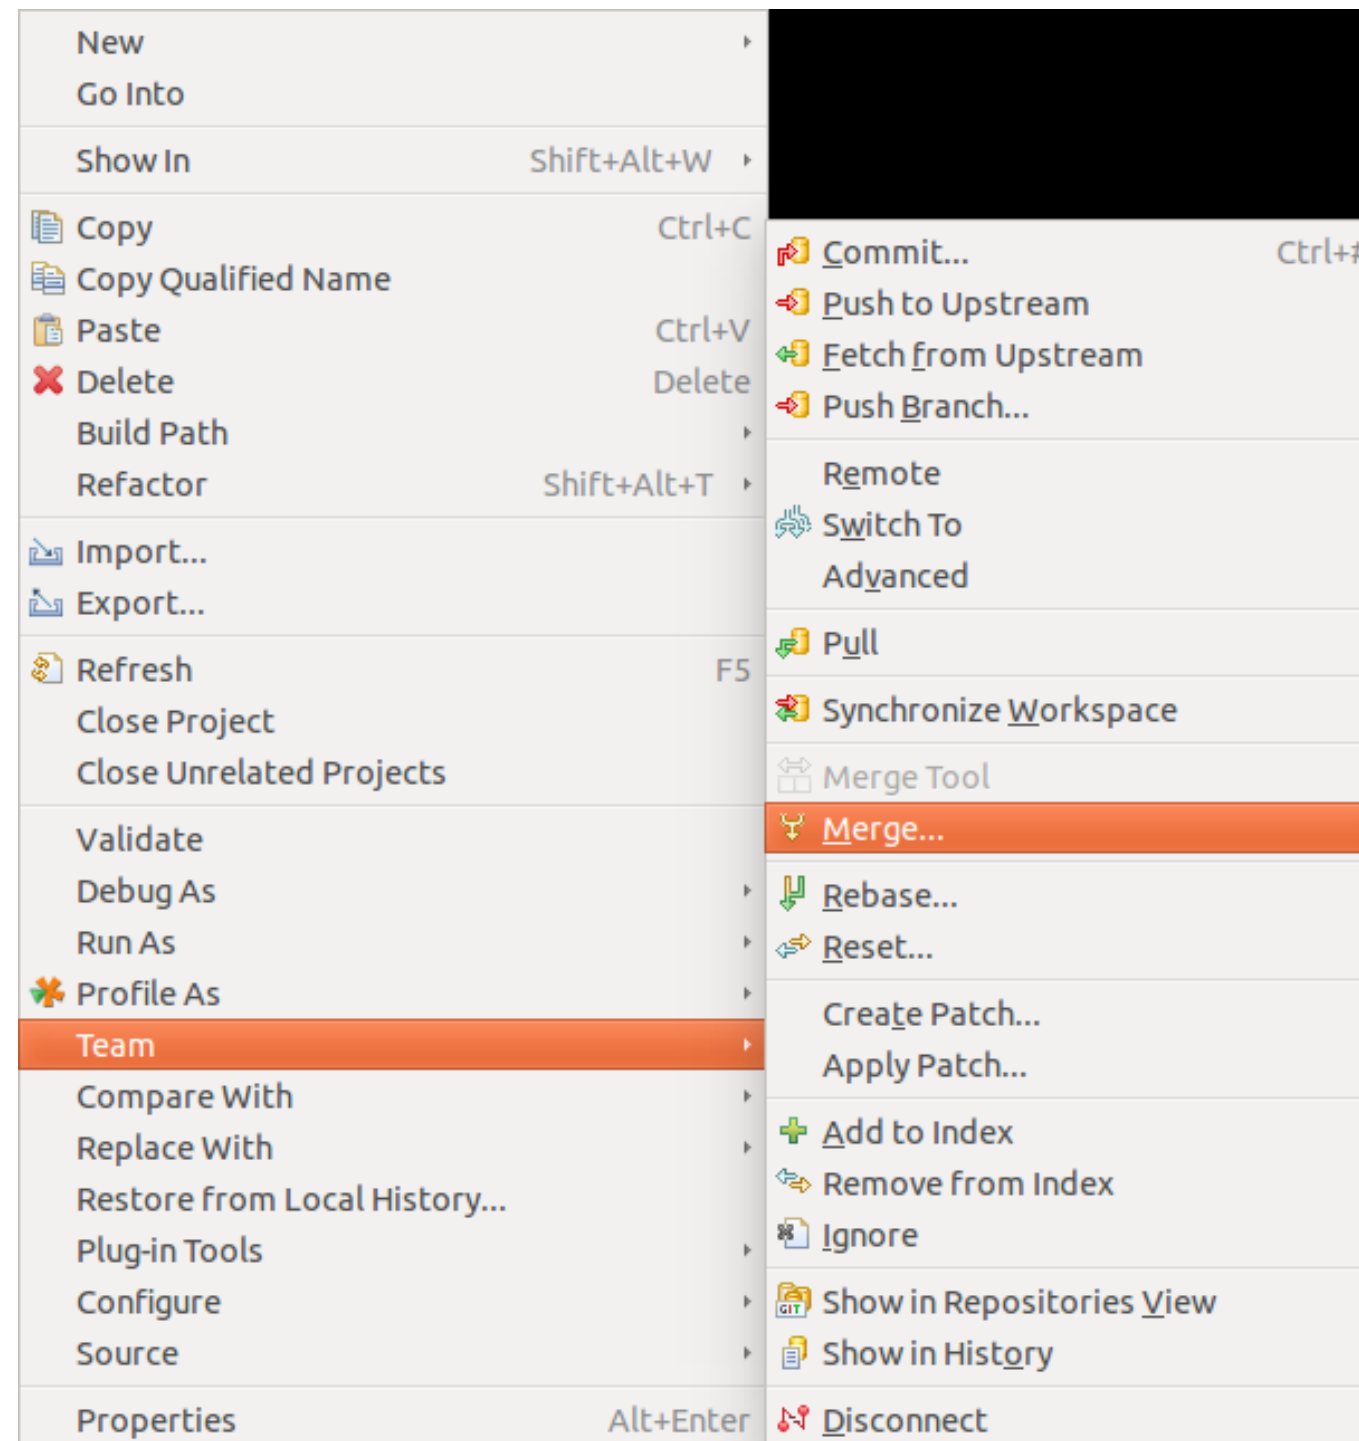 New
Go Into
Show In Shift+Alt+W
Copy Ctrl+C
Copy Qualified Name
Paste Ctrl+V
Delete Delete
Build Path
Refactor Shift+Alt+T
Import...
Export...
Refresh F5
Close Project
Close Unrelated Projects
Validate
Debug As
Run As
Profile As
Team
Compare With
Replace With
Restore from Local History...
Plug-in Tools
Configure
Source
Properties Alt+Enter
Commit... Ctrl+#
Push to Upstream
Fetch from Upstream
Push Branch...
Remote
Switch To
Advanced
Pull
Synchronize Workspace
Merge Tool
Merge...
Rebase...
Reset...
Create Patch...
Apply Patch...
Add to Index
Remove from Index
Ignore
GIT Show in Repositories View
Show in History
Disconnect